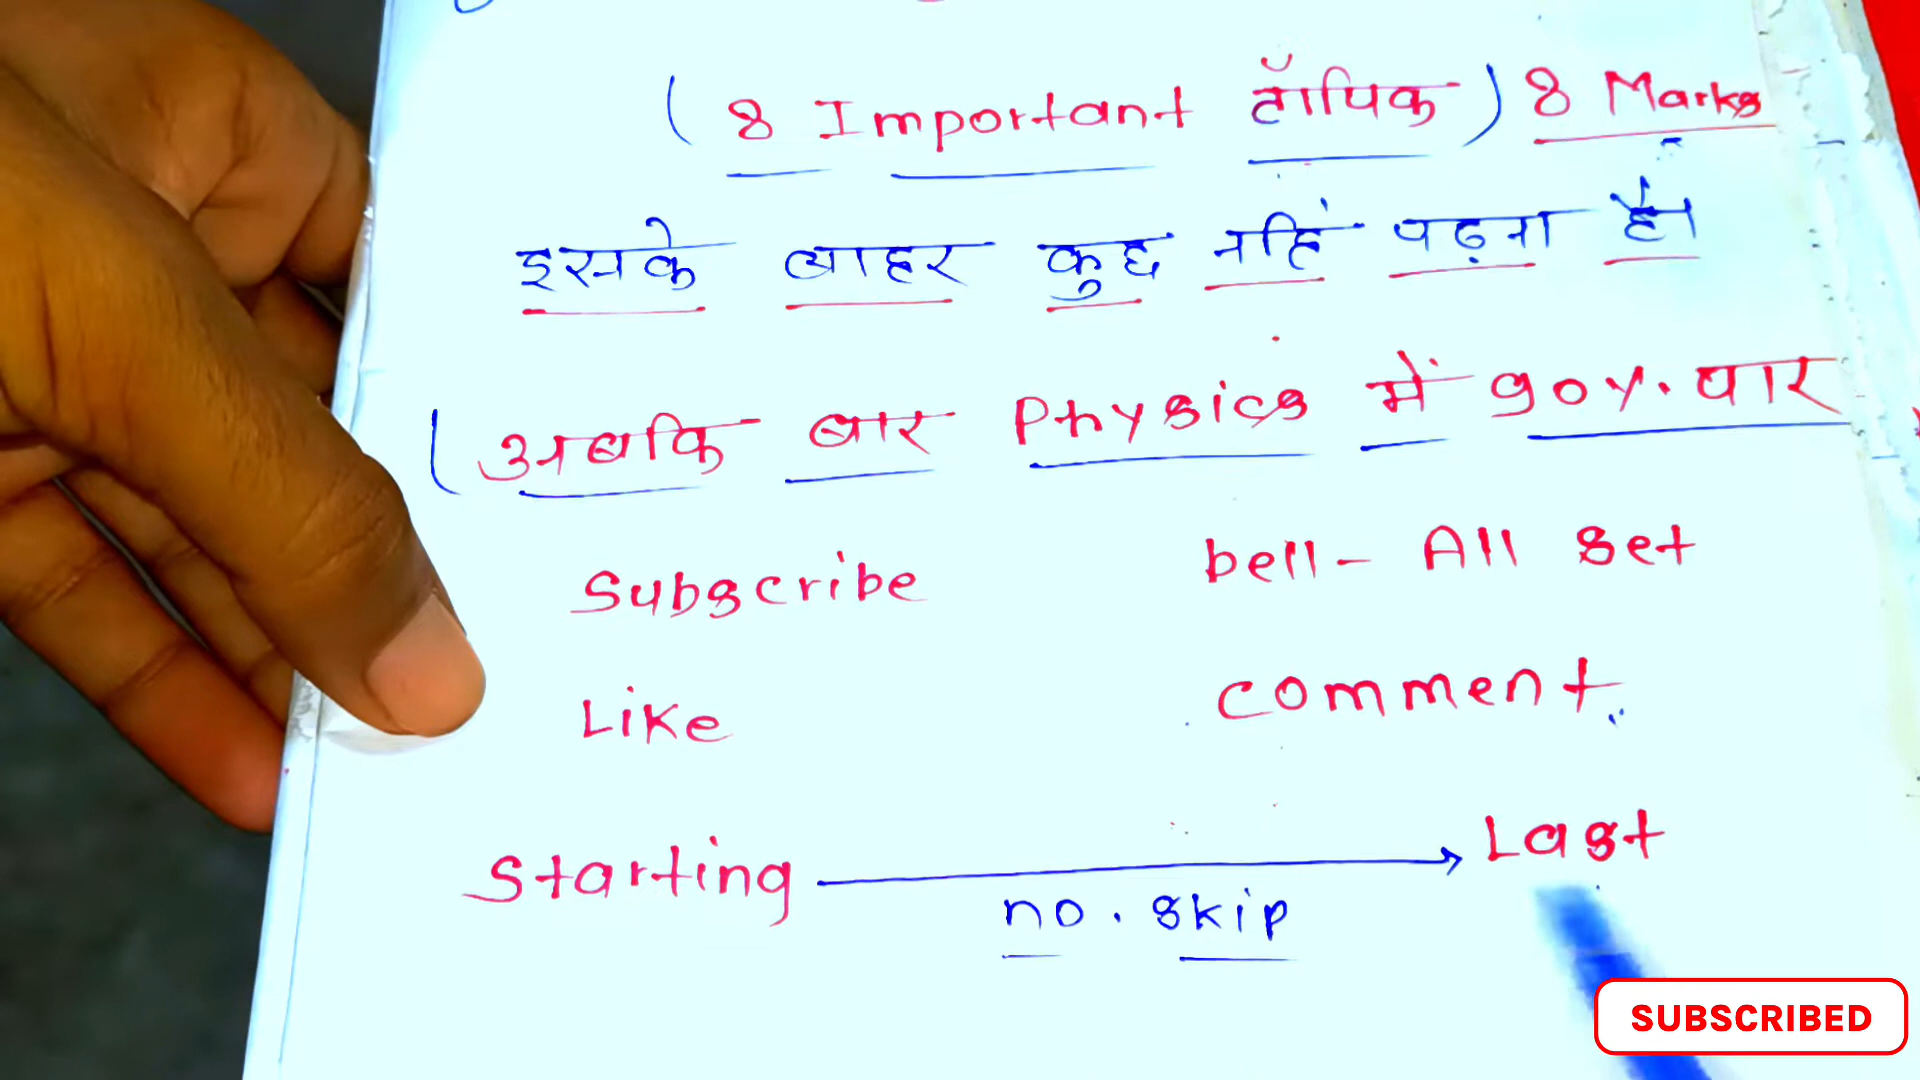 ( 8 Important टॉपिक ) 8 Marks
इसके बाहर कुछ नहिं पढ़ना है।
( अबकि बार Physics में 90%. पार
Subscribe bell - All set
Like comment
Starting → Last
no. skip
SUBSCRIBED